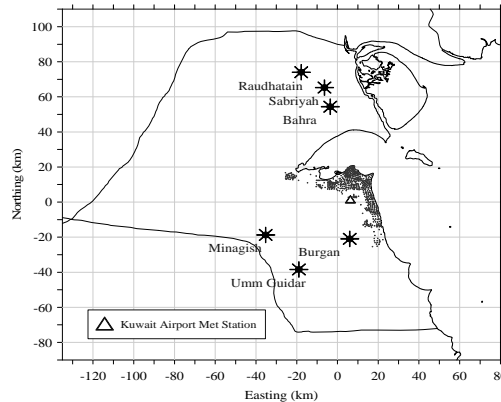 100
80
60
40
20
0
-20
-40
-60
-80
Northing (km)
Raudhatain
Sabriyah
Bahra
Minagish
Burgan
Umm Guidar
Kuwait Airport Met Station
-120 -100 -80 -60 -40 -20 0 20 40 60 80
Easting (km)